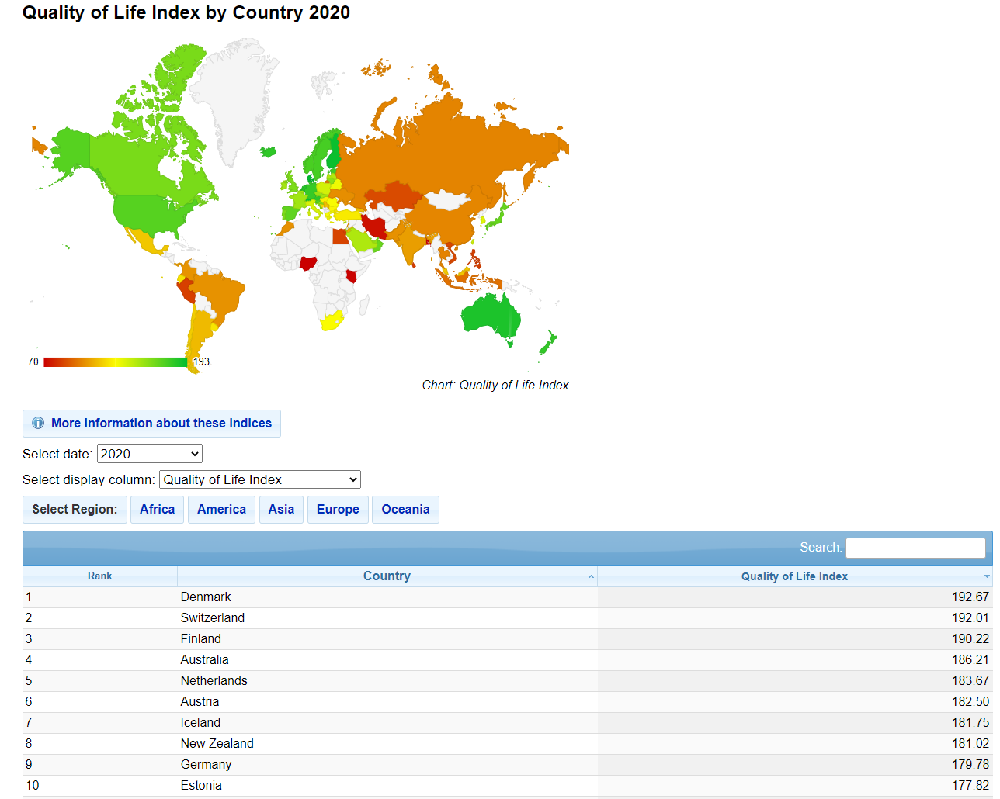 Quality of Life Index by Country 2020
70 193
Chart: Quality of Life Index
More information about these indices
Select date: 2020
Select display column: Quality of Life Index
Select Region: Africa America Asia Europe Oceania
Search:
Rank Country Quality of Life Index
1 Denmark 192.67
2 Switzerland 192.01
3 Finland 190.22
4 Australia 186.21
5 Netherlands 183.67
6 Austria 182.50
7 Iceland 181.75
8 New Zealand 181.02
9 Germany 179.78
10 Estonia 177.82